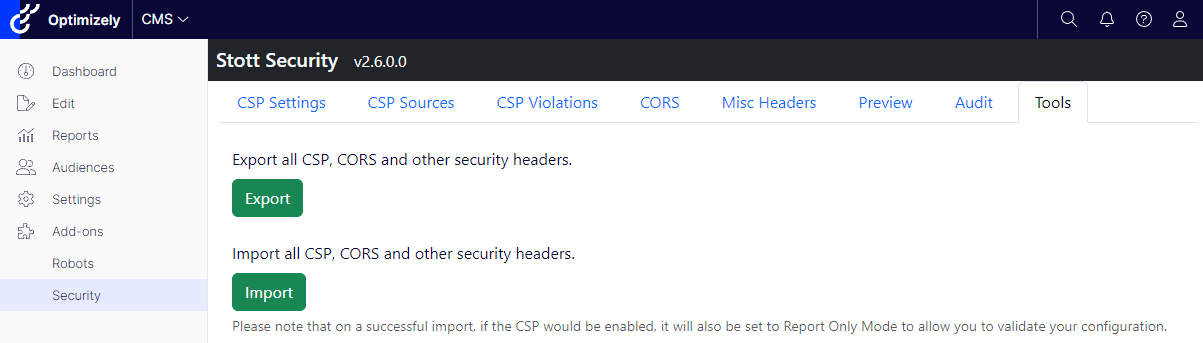 Optimizely CMS
Stott Security v2.6.0.0
Dashboard
Edit
Reports
Audiences
Settings
Add-ons
Robots
Security
CSP Settings CSP Sources CSP Violations CORS Misc Headers Preview Audit Tools
Export all CSP, CORS and other security headers.
Export
Import all CSP, CORS and other security headers.
Import
Please note that on a successful import, if the CSP would be enabled, it will also be set to Report Only Mode to allow you to validate your configuration.